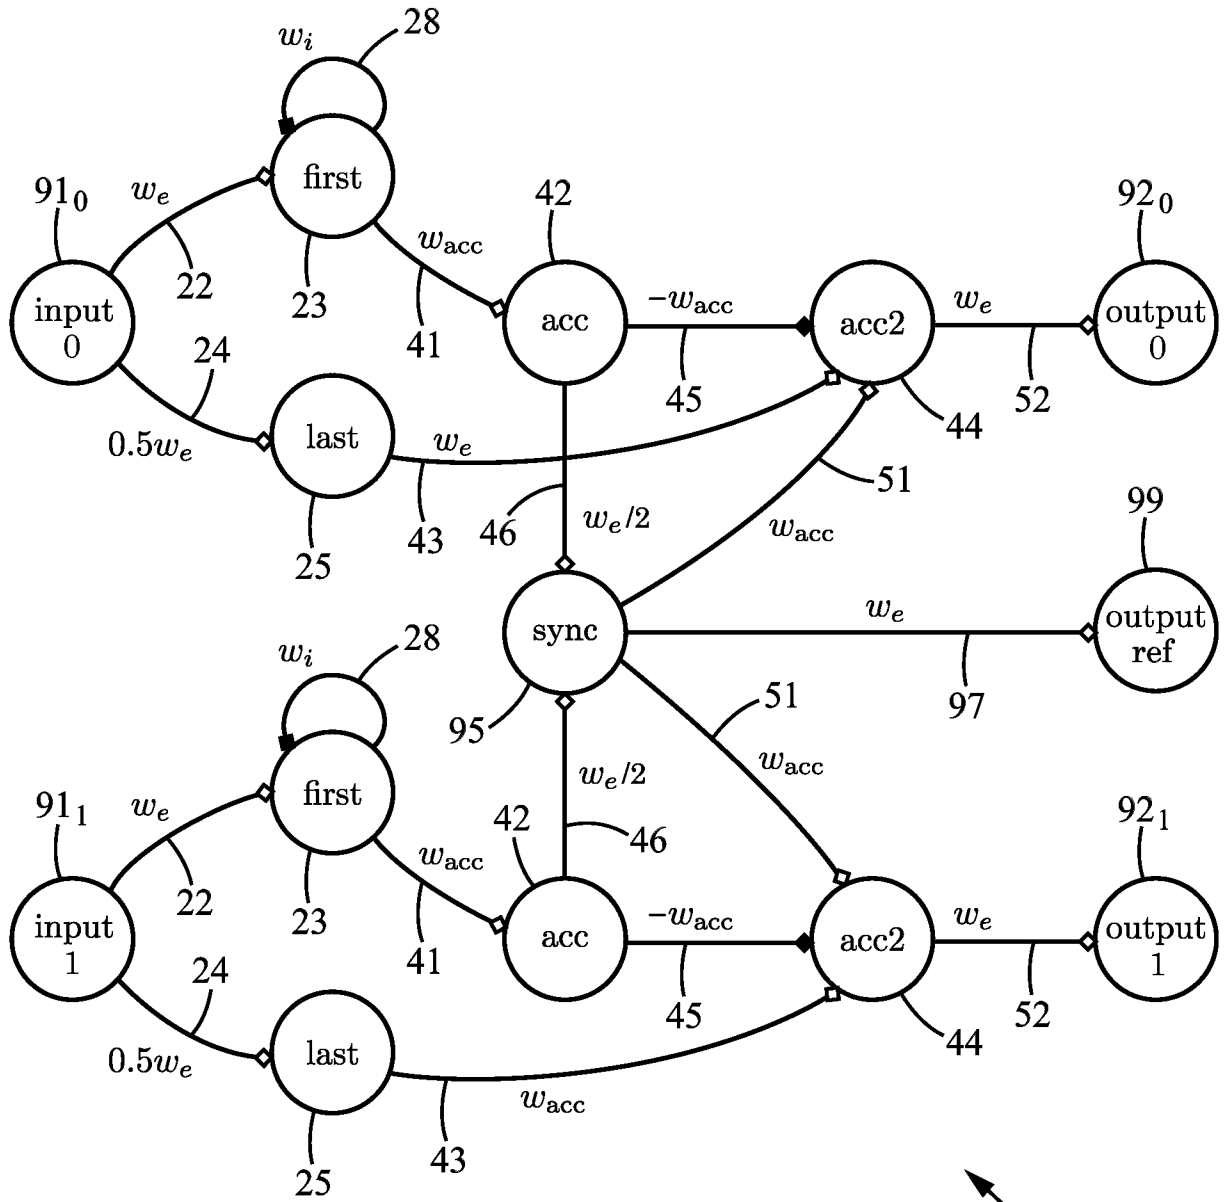 28
w_i
first
91_0
w_e
42
92_0
w_acc
22
23
input
0
acc
-w_acc
acc2
w_e
output
0
24
41
45
52
0.5w_e
last
w_e
44
51
43
46
w_e/2
w_acc
99
25
sync
w_e
output
ref
28
w_i
95
51
97
w_e/2
w_acc
first
91_1
w_e
42
46
92_1
w_acc
22
23
input
1
acc
-w_acc
acc2
w_e
output
1
24
41
45
52
0.5w_e
last
44
w_acc
43
25